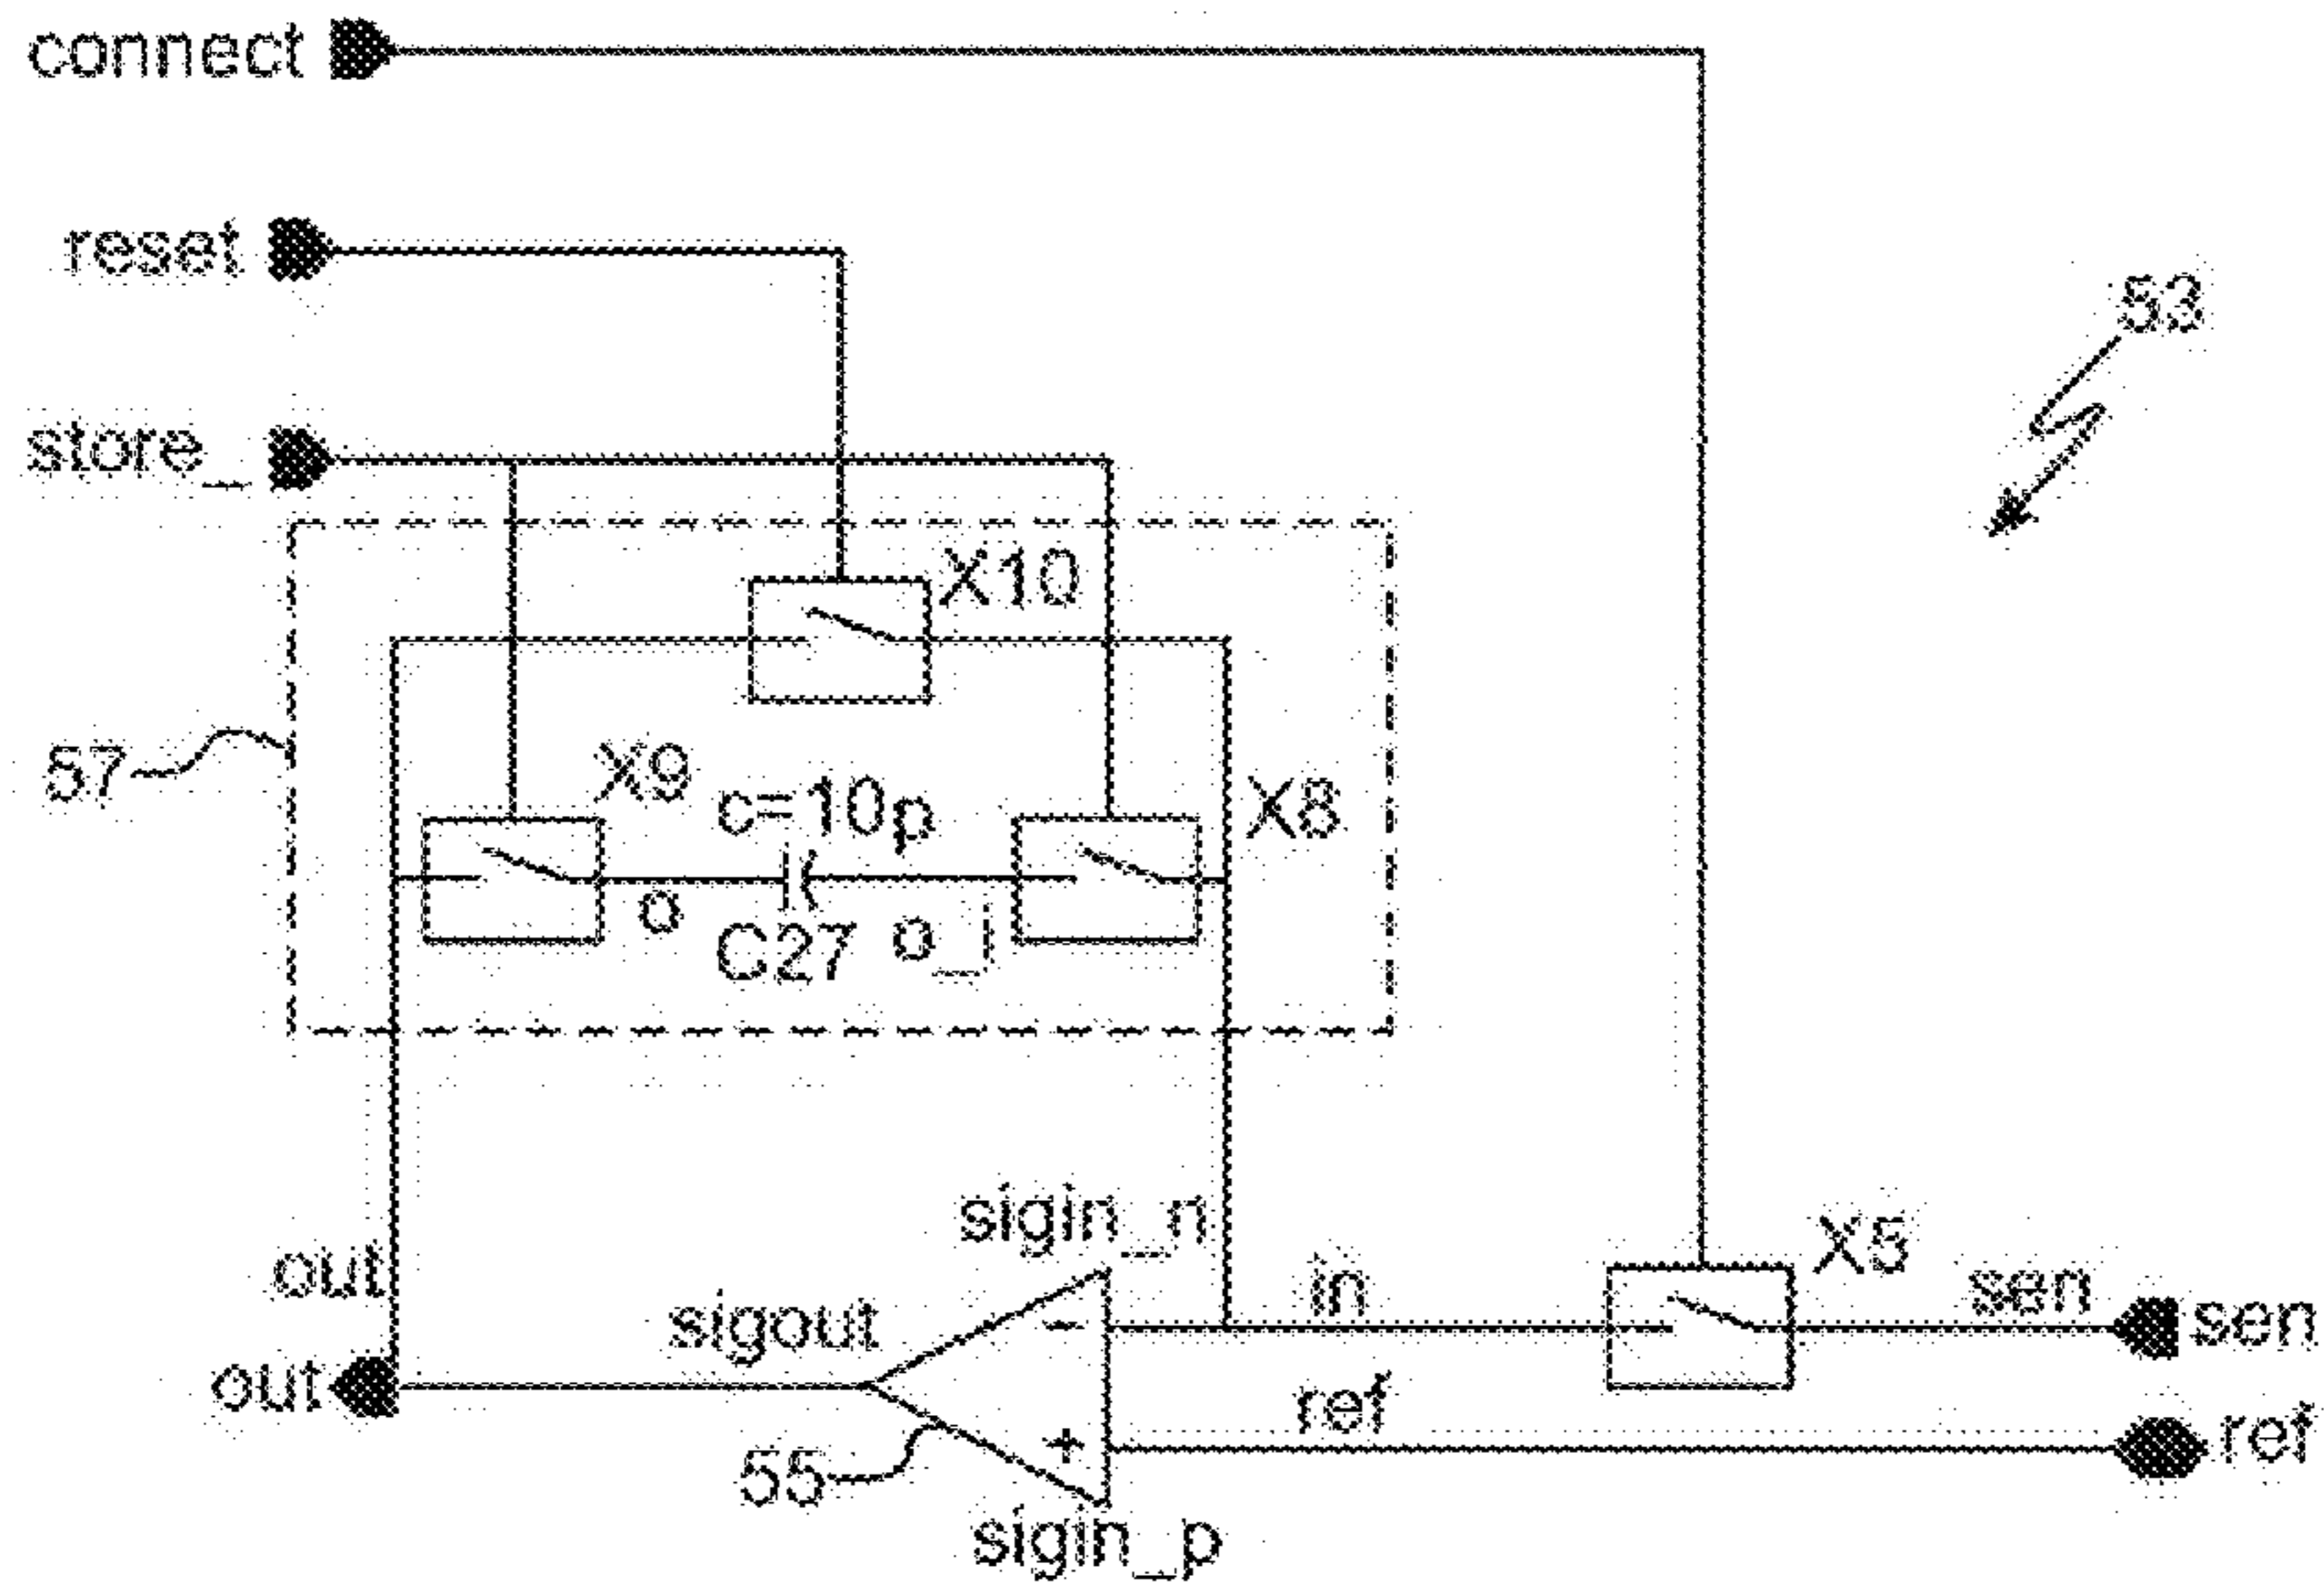 connect
reset
53
store_
X10
57
X9
c=10p
X8
o
C27
o_i
sigin_n
out
sigout
in
X5
sen
sen
out
ref
ref
55
sigin_p